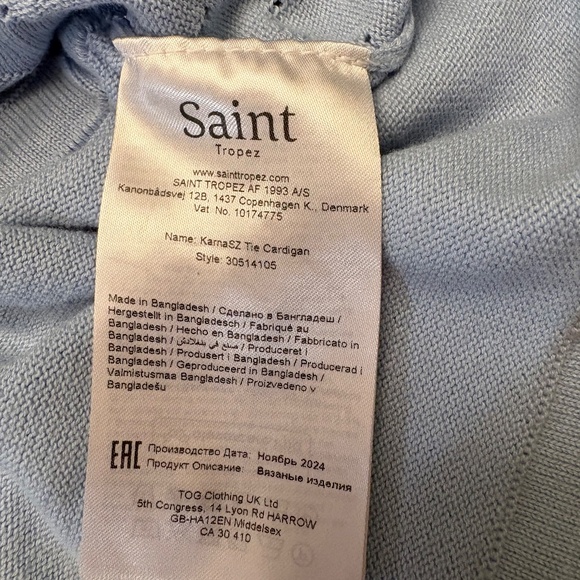 Saint
Tropez
www.sainttropez.com
SAINT TROPEZ AF 1993 A/S
Kanonbådsvej 12B, 1437 Copenhagen K., Denmark
Vat. No. 10174775
Name: KarnaSZ Tie Cardigan
Style: 30514105
Made in Bangladesh / Сделано в Бангладеш /
Hergestellt in Bangladesch / Fabriqué au
Bangladesh / Hecho en Bangladesh / Fabbricato in
Bangladesh / صنع في بنغلادش / Produceret i
Bangladesh / Produsert i Bangladesh / Producerad i
Bangladesh / Geproduceerd in Bangladesh /
Valmistusmaa Bangladesh / Proizvedeno v
Bangladešu
EAC Производство Дата: Ноябрь 2024
Продукт Описание: Вязаные изделия
TOG Clothing UK Ltd
5th Congress, 14 Lyon Rd HARROW
GB-HA12EN Middelsex
CA 30 410